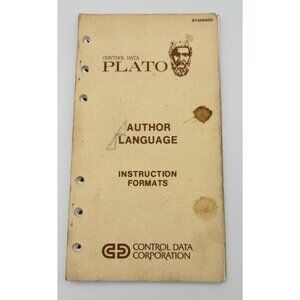 97406600
CONTROL DATA
PLATO
AUTHOR
LANGUAGE
INSTRUCTION
FORMATS
CONTROL DATA
CORPORATION